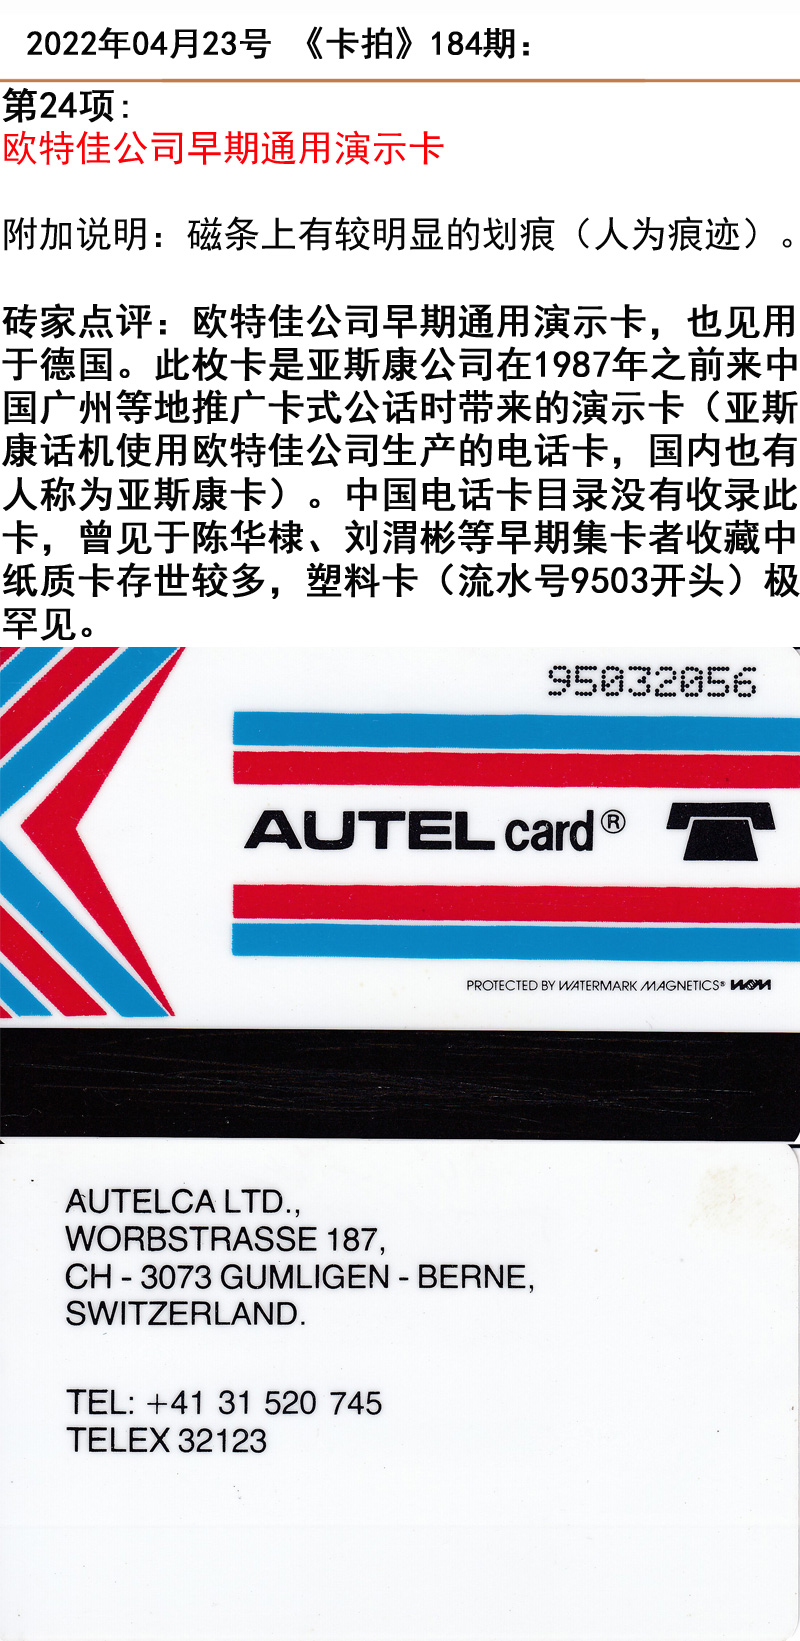 2022年04月23号 《卡拍》184期：
第24项：
欧特佳公司早期通用演示卡
附加说明：磁条上有较明显的划痕（人为痕迹）。
砖家点评：欧特佳公司早期通用演示卡，也见用
于德国。此枚卡是亚斯康公司在1987年之前来中
国广州等地推广卡式公话时带来的演示卡（亚斯
康话机使用欧特佳公司生产的电话卡，国内也有
人称为亚斯康卡）。中国电话卡目录没有收录此
卡，曾见于陈华棣、刘渭彬等早期集卡者收藏中
纸质卡存世较多，塑料卡（流水号9503开头）极
罕见。
95032056
AUTEL card®
PROTECTED BY WATERMARK MAGNETICS® WM
AUTELCA LTD.,
WORBSTRASSE 187,
CH - 3073 GUMLIGEN - BERNE,
SWITZERLAND.
TEL: +41 31 520 745
TELEX 32123